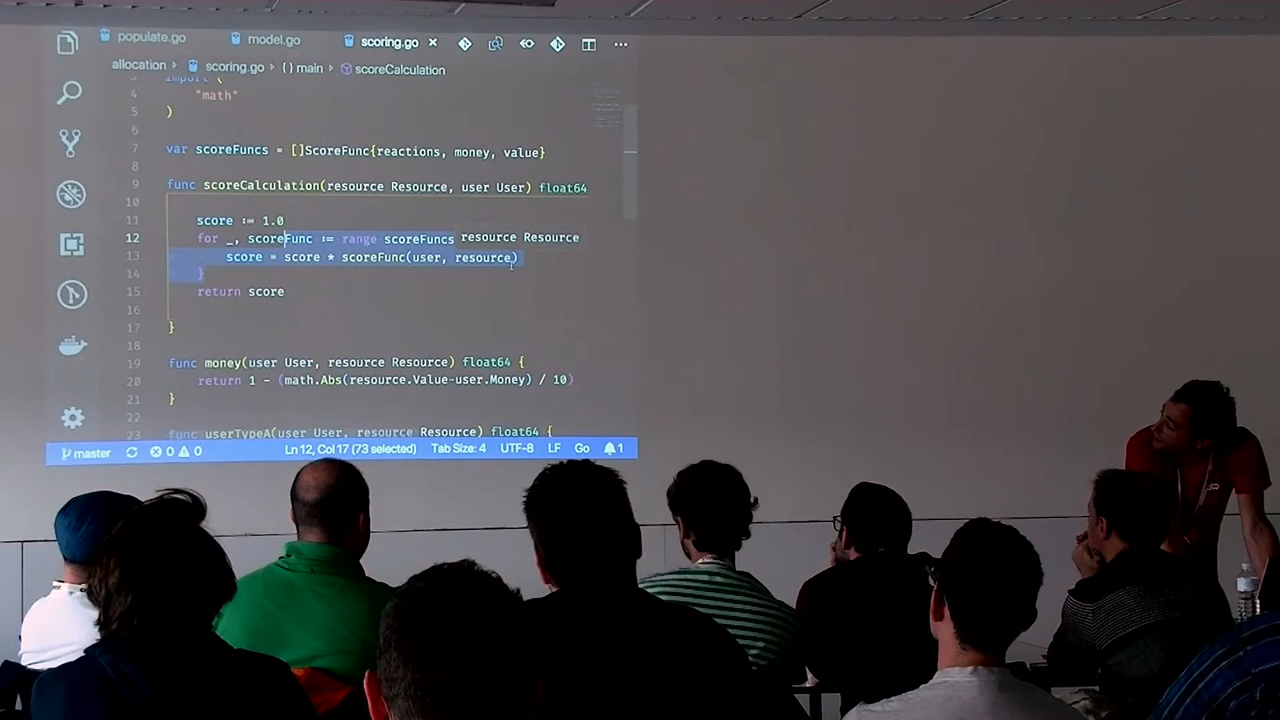 populate.go model.go scoring.go
allocation > scoring.go > { } main > scoreCalculation
3 import (
4 "math"
5 )
6
7 var scoreFuncs = []ScoreFunc{reactions, money, value}
8
9 func scoreCalculation(resource Resource, user User) float64
10
11 score := 1.0
12 for _, scoreFunc := range scoreFuncs resource Resource
13 score = score * scoreFunc(user, resource)
14 }
15 return score
16
17 }
18
19 func money(user User, resource Resource) float64 {
20 return 1 - (math.Abs(resource.Value-user.Money) / 10)
21 }
22
23 func userTypeA(user User, resource Resource) float64 {
master 0 0 Ln 12, Col 17 (73 selected) Tab Size: 4 UTF-8 LF Go 1